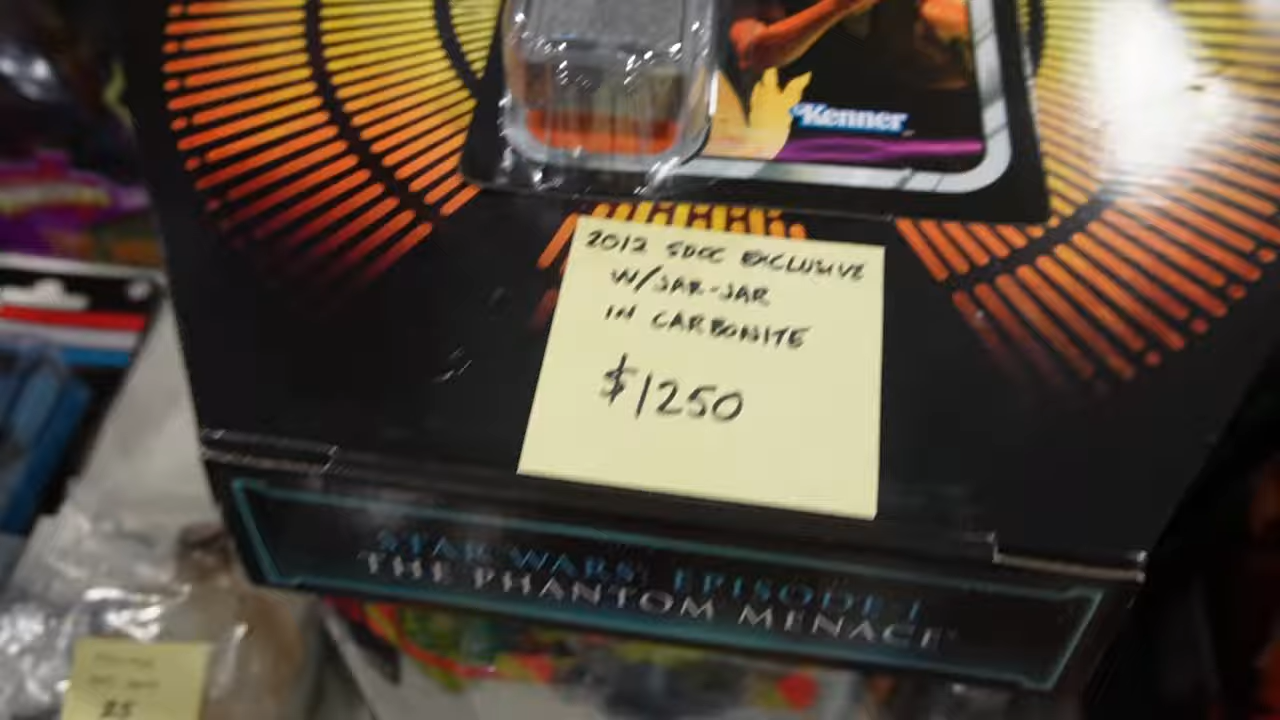 Kenner
2012 SDCC EXCLUSIVE
W/JAR-JAR
IN CARBONITE
$1250
STAR WARS: EPISODE I
THE PHANTOM MENACE